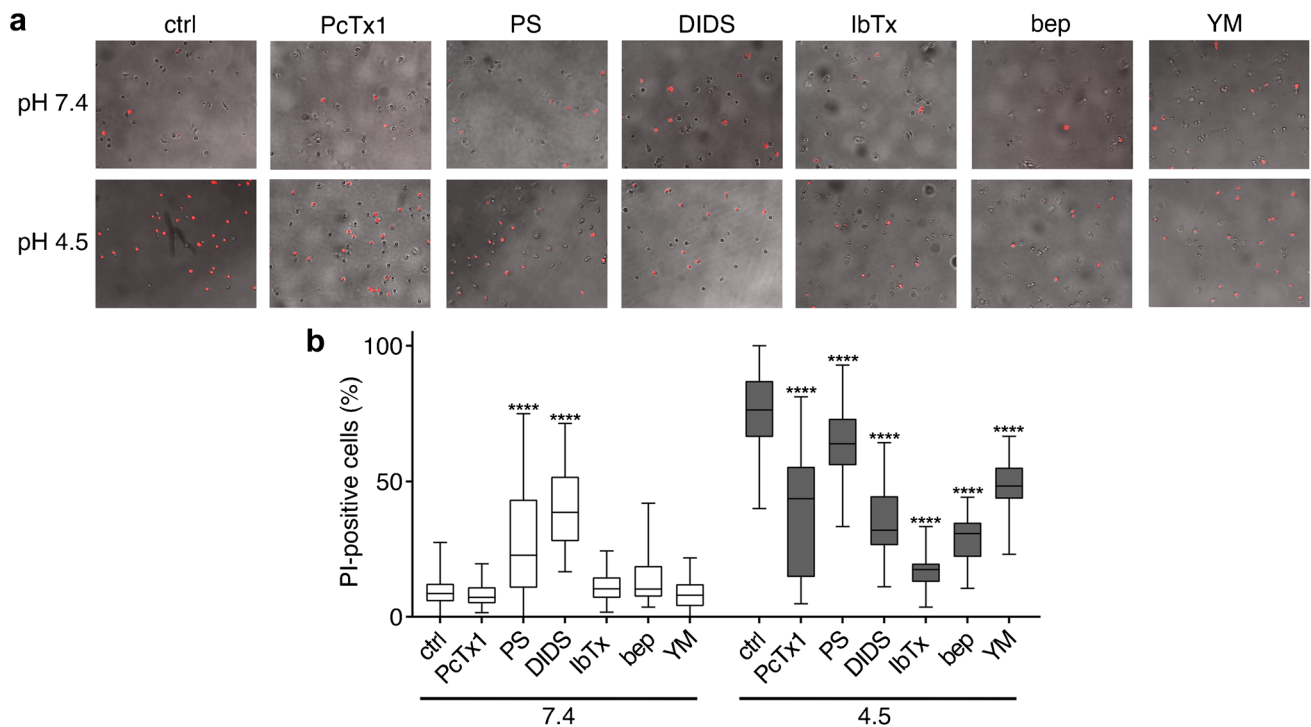 a
ctrl PcTx1 PS DIDS IbTx bep YM
pH 7.4
pH 4.5
b
PI-positive cells (%)
100
50
0
**** ****
**** **** **** **** **** ****
ctrl PcTx1 PS DIDS IbTx bep YM ctrl PcTx1 PS DIDS IbTx bep YM
7.4 4.5